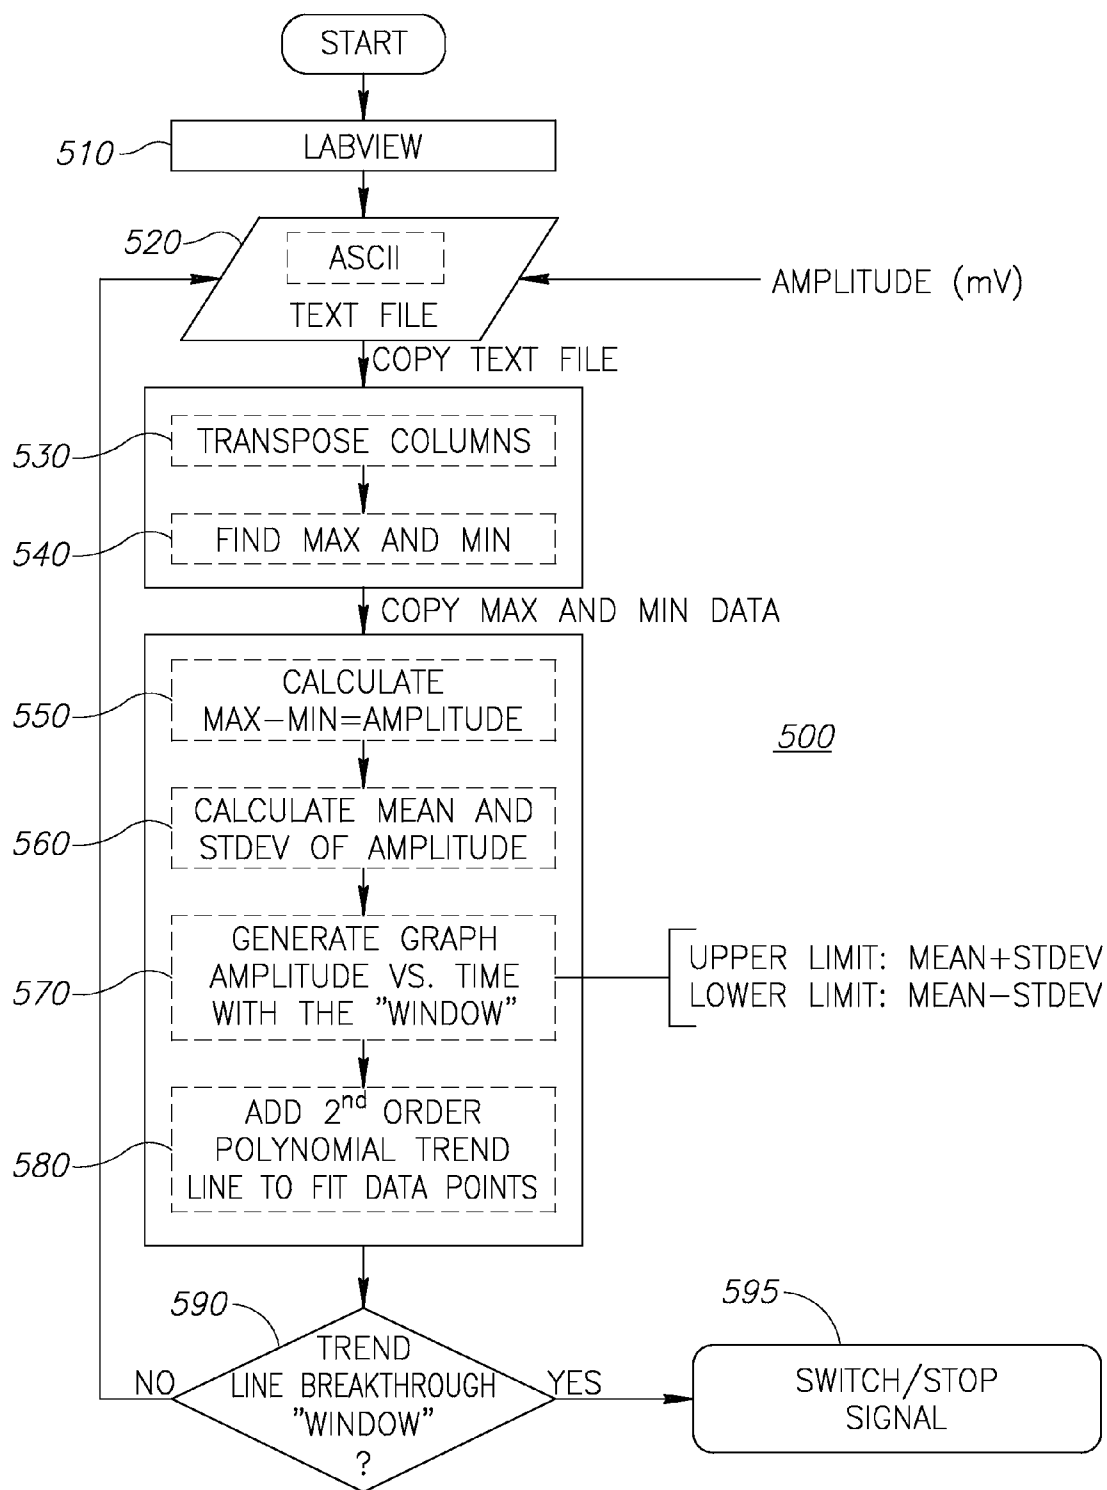 START
510
LABVIEW
520
ASCII
TEXT FILE
AMPLITUDE (mV)
COPY TEXT FILE
530
TRANSPOSE COLUMNS
540
FIND MAX AND MIN
COPY MAX AND MIN DATA
550
CALCULATE
MAX-MIN=AMPLITUDE
500
560
CALCULATE MEAN AND
STDEV OF AMPLITUDE
570
GENERATE GRAPH
AMPLITUDE VS. TIME
WITH THE "WINDOW"
UPPER LIMIT: MEAN+STDEV
LOWER LIMIT: MEAN-STDEV
580
ADD 2nd ORDER
POLYNOMIAL TREND
LINE TO FIT DATA POINTS
590
TREND
LINE BREAKTHROUGH
"WINDOW"
?
NO
YES
595
SWITCH/STOP
SIGNAL